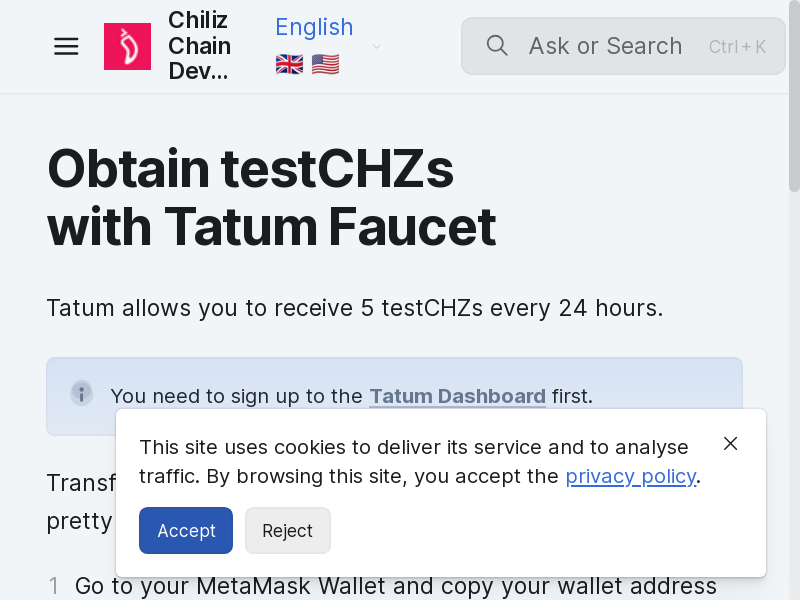 Chiliz
Chain
Dev...
English
Ask or Search
Ctrl + K
Obtain testCHZs
with Tatum Faucet
Tatum allows you to receive 5 testCHZs every 24 hours.
You need to sign up to the Tatum Dashboard first.
This site uses cookies to deliver its service and to analyse
traffic. By browsing this site, you accept the privacy policy.
Accept
Reject
Transf
pretty
1 Go to your MetaMask Wallet and copy your wallet address